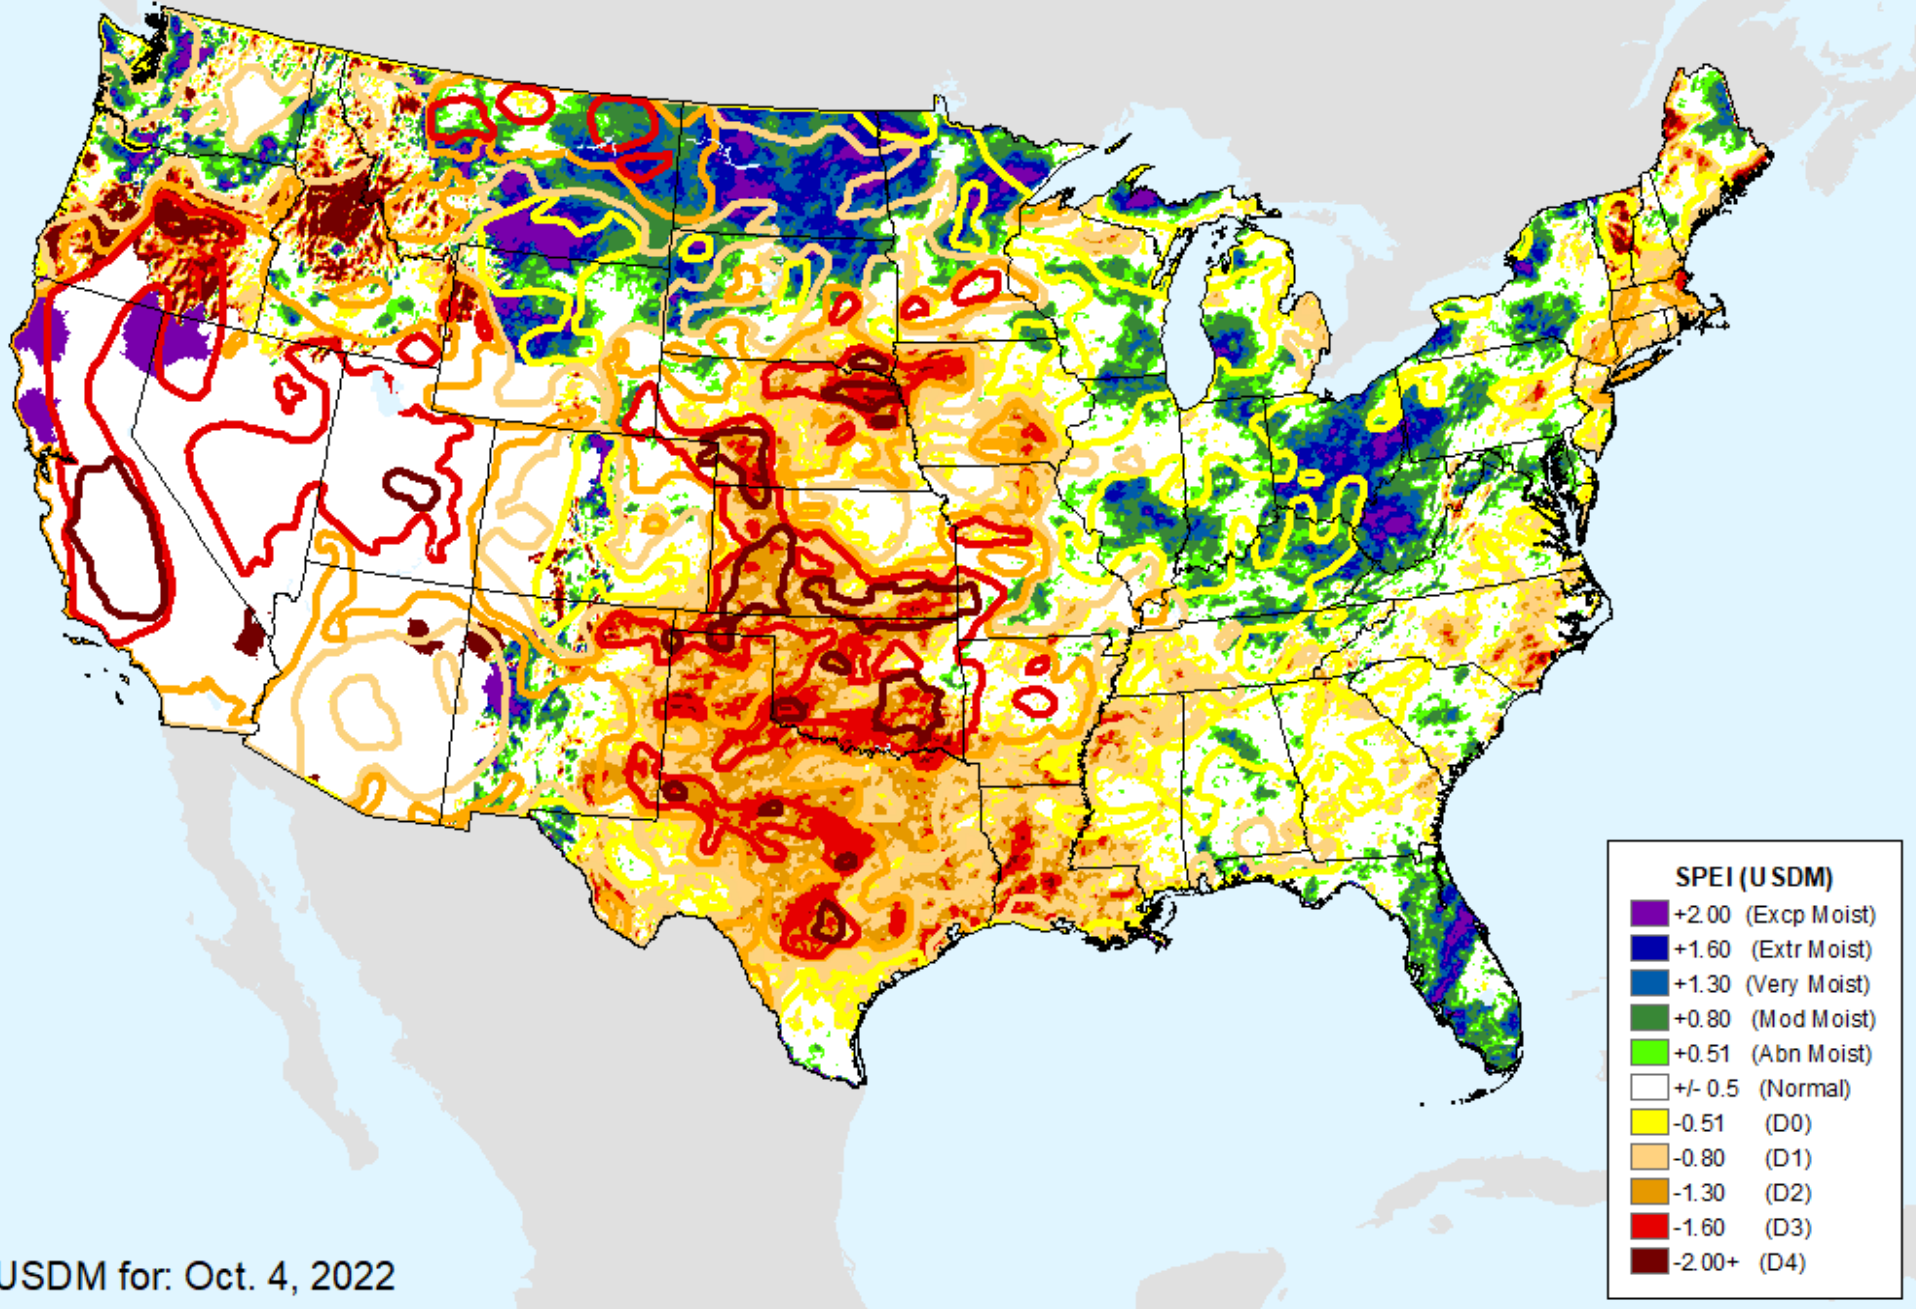 SPEI (USDM)
+2.00 (Excp Moist)
+1.60 (Extr Moist)
+1.30 (Very Moist)
+0.80 (Mod Moist)
+0.51 (Abn Moist)
+/- 0.5 (Normal)
-0.51 (D0)
-0.80 (D1)
-1.30 (D2)
-1.60 (D3)
-2.00+ (D4)
USDM for: Oct. 4, 2022